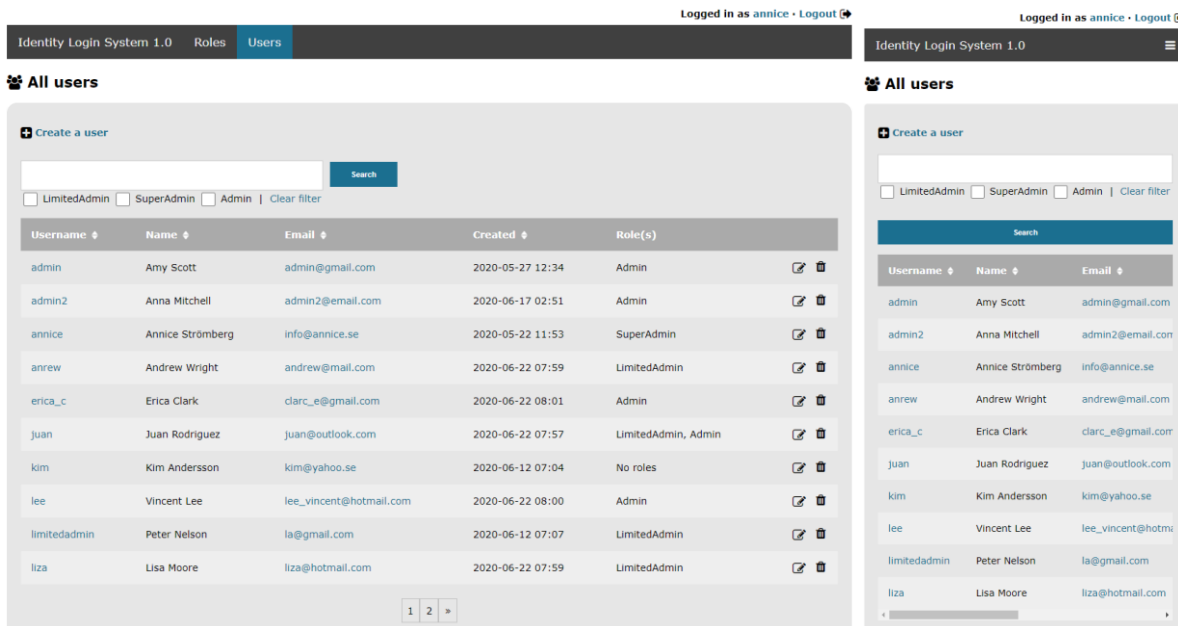 Logged in as annice · Logout
Identity Login System 1.0 Roles Users
All users
Create a user
Search
LimitedAdmin SuperAdmin Admin | Clear filter
Username Name Email Created Role(s)
admin Amy Scott admin@gmail.com 2020-05-27 12:34 Admin
admin2 Anna Mitchell admin2@email.com 2020-06-17 02:51 Admin
annice Annice Strömberg info@annice.se 2020-05-22 11:53 SuperAdmin
anrew Andrew Wright andrew@mail.com 2020-06-22 07:59 LimitedAdmin
erica_c Erica Clark clarc_e@gmail.com 2020-06-22 08:01 Admin
juan Juan Rodriguez juan@outlook.com 2020-06-22 07:57 LimitedAdmin, Admin
kim Kim Andersson kim@yahoo.se 2020-06-12 07:04 No roles
lee Vincent Lee lee_vincent@hotmail.com 2020-06-22 08:00 Admin
limitedadmin Peter Nelson la@gmail.com 2020-06-12 07:07 LimitedAdmin
liza Lisa Moore liza@hotmail.com 2020-06-22 07:59 LimitedAdmin
1 2 »
Logged in as annice · Logout
Identity Login System 1.0
All users
Create a user
LimitedAdmin SuperAdmin Admin | Clear filter
Search
Username Name Email
admin Amy Scott admin@gmail.com
admin2 Anna Mitchell admin2@email.com
annice Annice Strömberg info@annice.se
anrew Andrew Wright andrew@mail.com
erica_c Erica Clark clarc_e@gmail.com
juan Juan Rodriguez juan@outlook.com
kim Kim Andersson kim@yahoo.se
lee Vincent Lee lee_vincent@hotma
limitedadmin Peter Nelson la@gmail.com
liza Lisa Moore liza@hotmail.com